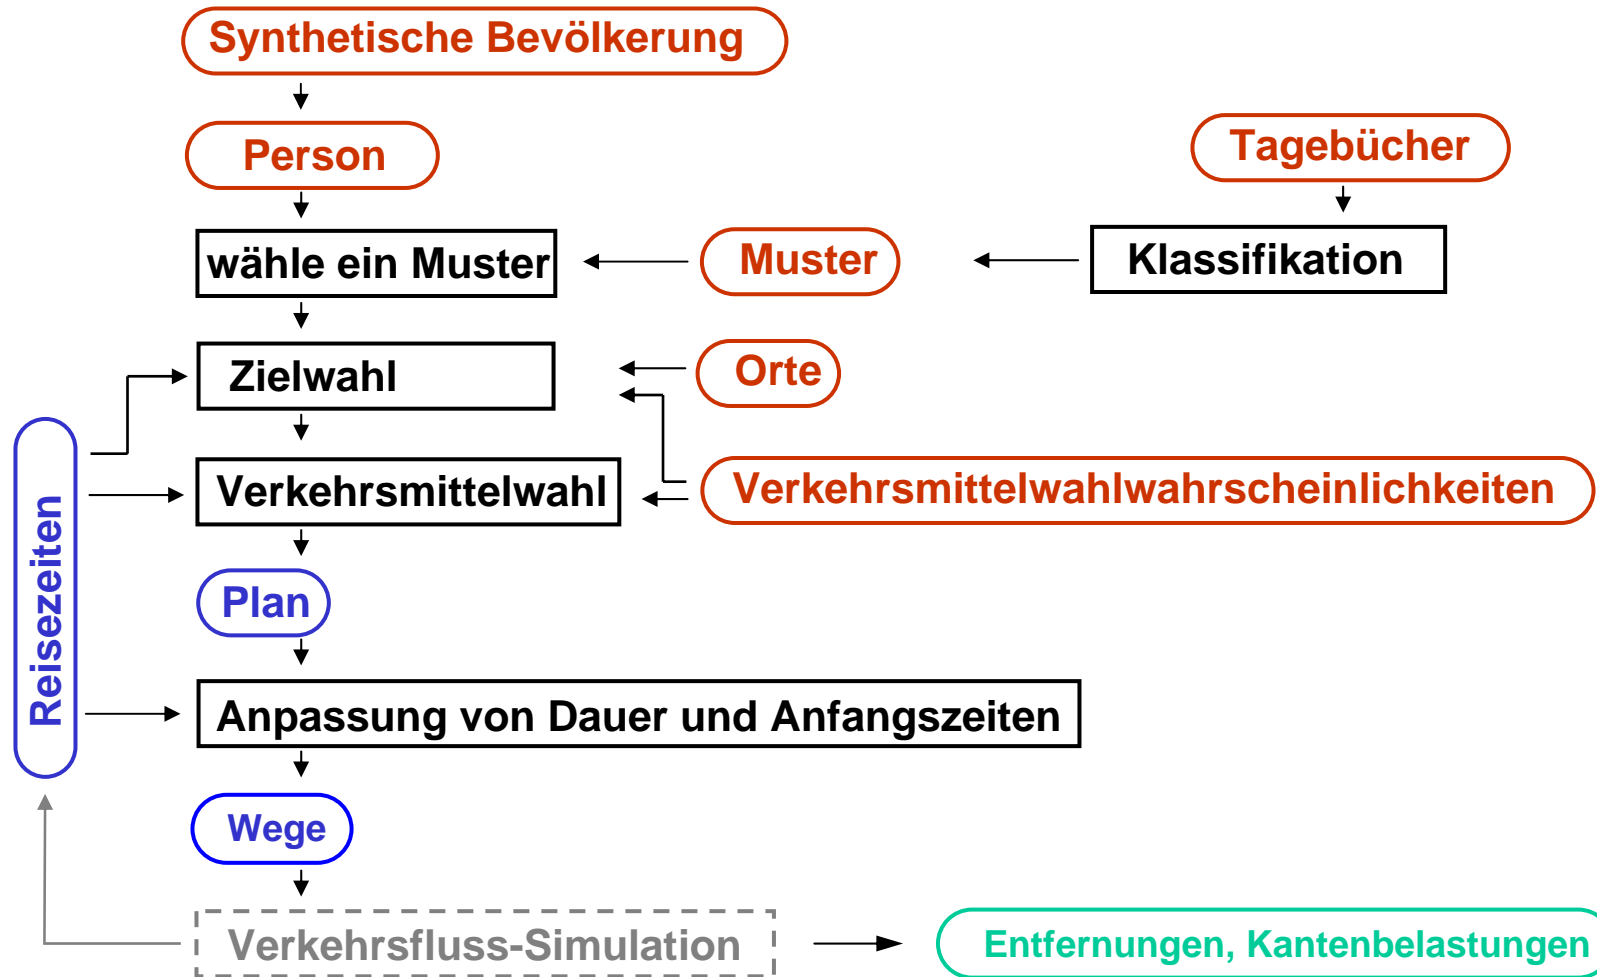 Synthetische Bevölkerung
Person
Tagebücher
wähle ein Muster
Muster
Klassifikation
Zielwahl
Orte
Verkehrsmittelwahl
Verkehrsmittelwahlwahrscheinlichkeiten
Reisezeiten
Plan
Anpassung von Dauer und Anfangszeiten
Wege
Verkehrsfluss-Simulation
Entfernungen, Kantenbelastungen